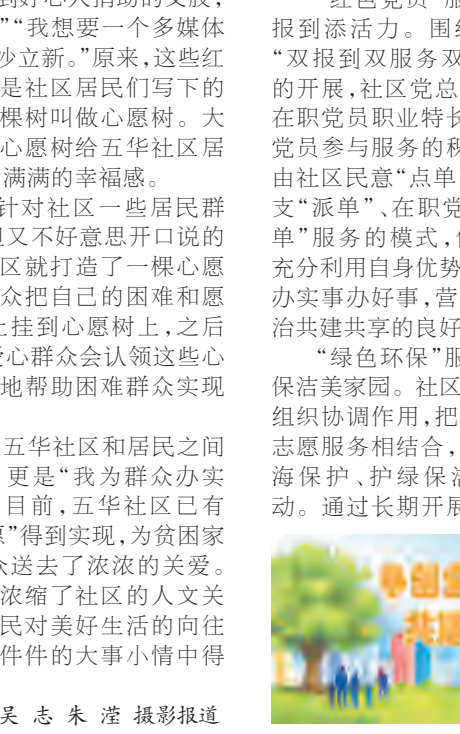 ”“我想要一个多媒体
沙立新。”原来,这些红
是社区居民们写下的
棵树叫做心愿树。大
心愿树给五华社区居
满满的幸福感。
针对社区一些居民群
但又不好意思开口说的
区就打造了一棵心愿
众把自己的困难和愿
上挂到心愿树上,之后
爱心群众会认领这些心
地帮助困难群众实现
五华社区和居民之间
更是“我为群众办实
目前,五华社区已有
愿”得到实现,为贫困家
众送去了浓浓的关爱。
浓缩了社区的人文关
民对美好生活的向往
件件的大事小情中得
吴 志 朱 滢 摄影报道
报到添活力。围
“双报到双服务双
的开展,社区党总
在职党员职业特长
党员参与服务的积
由社区民意“点单
支“派单”、在职党
单”服务的模式,
充分利用自身优势
办实事办好事,营
治共建共享的良好
“绿色环保”服
保洁美家园。社区
组织协调作用,把
志愿服务相结合,
海保护、护绿保洁
动。通过长期开展
争创
共建